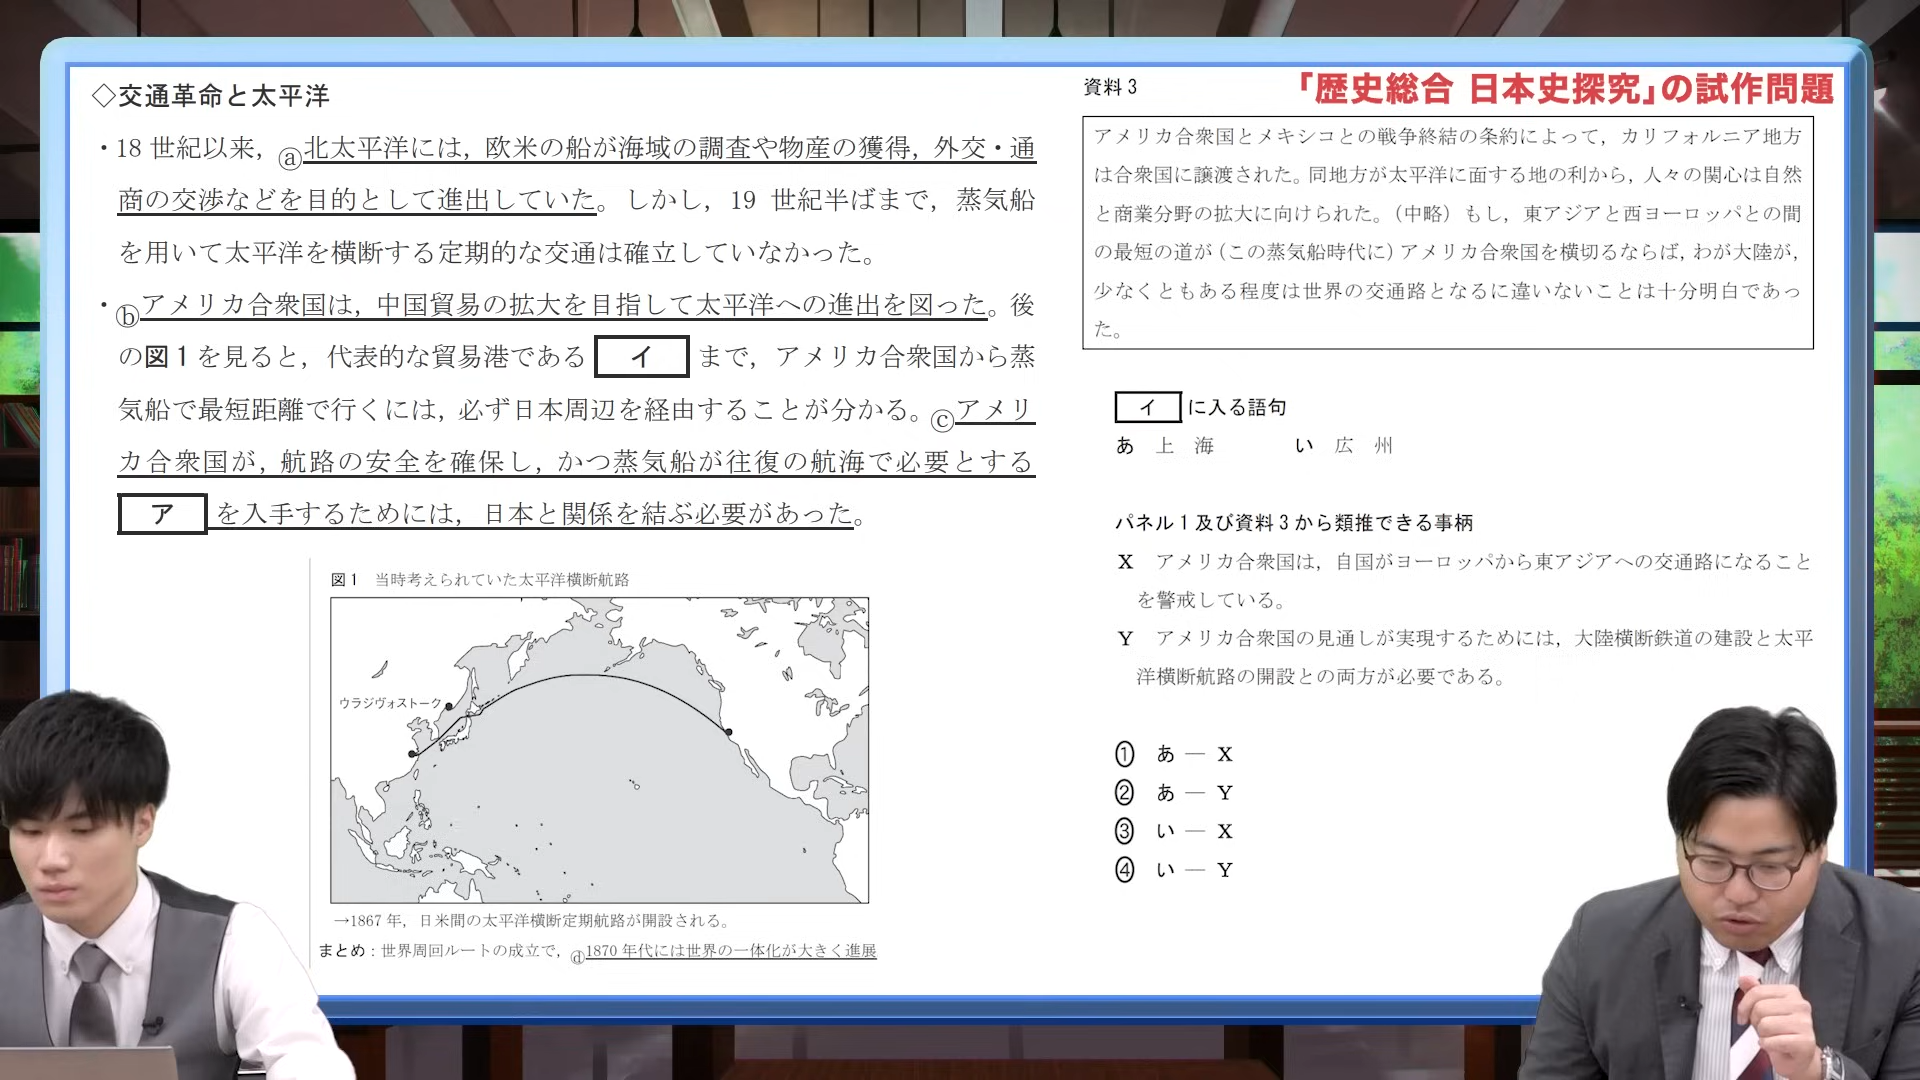 ◇交通革命と太平洋
・18 世紀以来，ⓐ北太平洋には，欧米の船が海域の調査や物産の獲得，外交・通
商の交渉などを目的として進出していた。しかし，19 世紀半ばまで，蒸気船
を用いて太平洋を横断する定期的な交通は確立していなかった。
・ⓑアメリカ合衆国は，中国貿易の拡大を目指して太平洋への進出を図った。後
の図 1 を見ると，代表的な貿易港である イ まで，アメリカ合衆国から蒸
気船で最短距離で行くには，必ず日本周辺を経由することが分かる。ⓒアメリ
カ合衆国が，航路の安全を確保し，かつ蒸気船が往復の航海で必要とする
ア を入手するためには，日本と関係を結ぶ必要があった。
図 1 当時考えられていた太平洋横断航路
ウラジヴォストーク
→1867 年，日米間の太平洋横断定期航路が開設される。
まとめ：世界周回ルートの成立で，ⓓ1870 年代には世界の一体化が大きく進展
資料 3
「歴史総合 日本史探究」の試作問題
アメリカ合衆国とメキシコとの戦争終結の条約によって，カリフォルニア地方
は合衆国に譲渡された。同地方が太平洋に面する地の利から，人々の関心は自然
と商業分野の拡大に向けられた。（中略）もし，東アジアと西ヨーロッパとの間
の最短の道が（この蒸気船時代に）アメリカ合衆国を横切るならば，わが大陸が，
少なくともある程度は世界の交通路となるに違いないことは十分明白であっ
た。
イ に入る語句
あ 上 海 い 広 州
パネル 1 及び資料 3 から類推できる事柄
X アメリカ合衆国は，自国がヨーロッパから東アジアへの交通路になること
を警戒している。
Y アメリカ合衆国の見通しが実現するためには，大陸横断鉄道の建設と太平
洋横断航路の開設との両方が必要である。
① あ ― X
② あ ― Y
③ い ― X
④ い ― Y